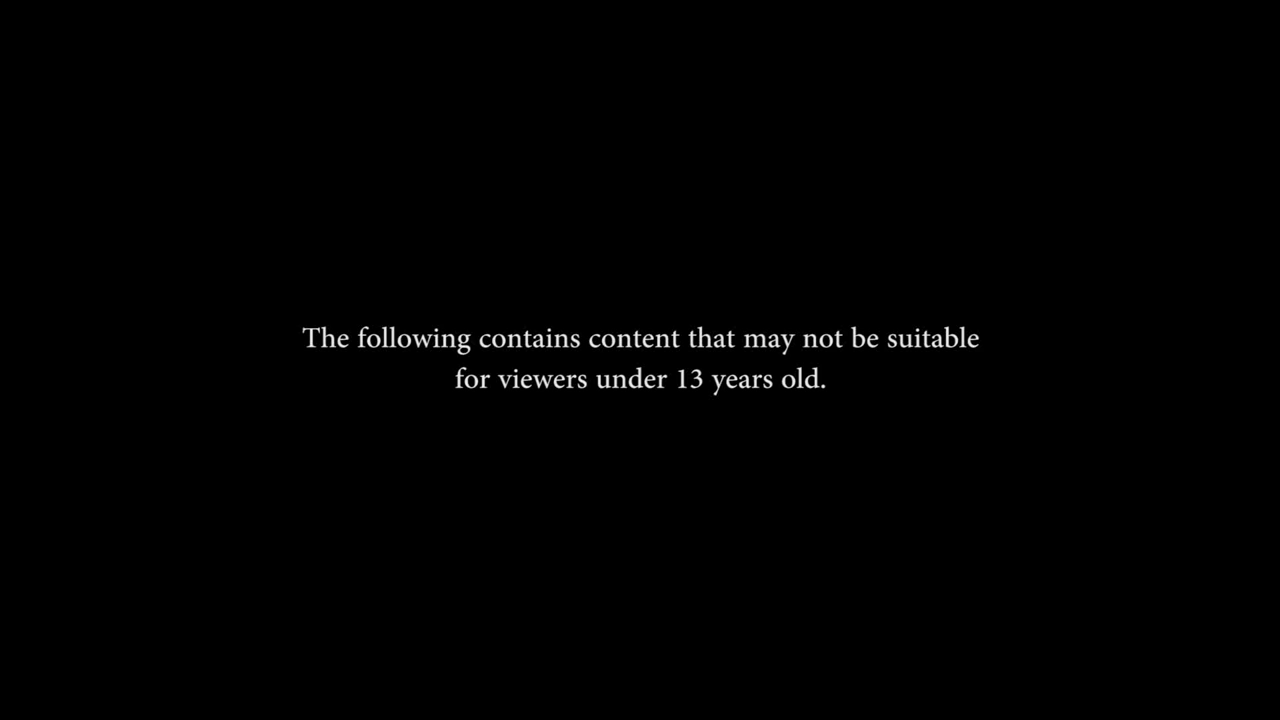 The following contains content that may not be suitable
for viewers under 13 years old.